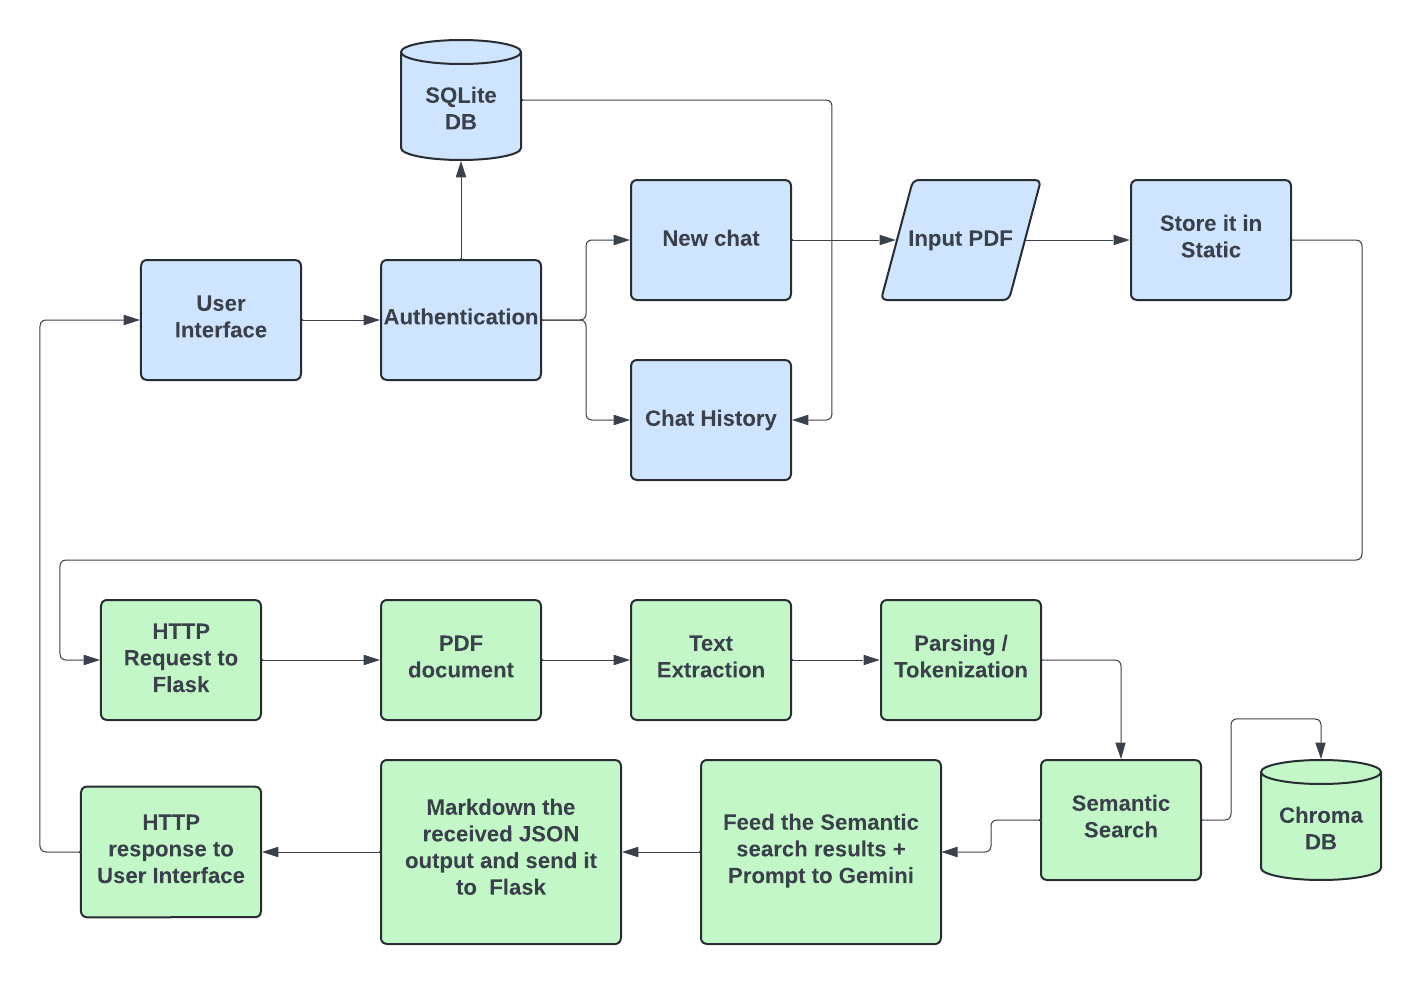 SQLite
DB
New chat
Input PDF
Store it in
Static
User
Interface
Authentication
Chat History
HTTP
Request to
Flask
PDF
document
Text
Extraction
Parsing /
Tokenization
Semantic
Search
Chroma
DB
Feed the Semantic
search results +
Prompt to Gemini
Markdown the
received JSON
output and send it
to  Flask
HTTP
response to
User Interface